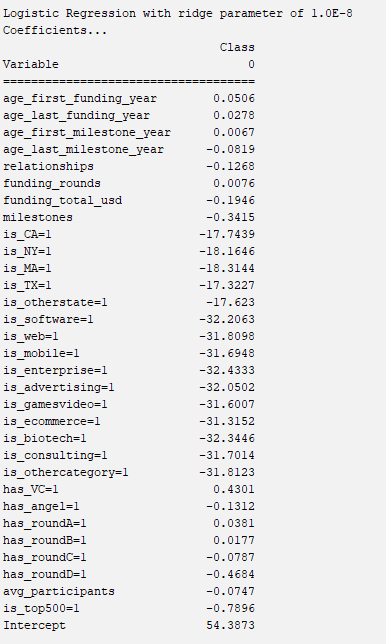 Logistic Regression with ridge parameter of 1.0E-8
Coefficients...
Class
Variable 0
====================================
age_first_funding_year 0.0506
age_last_funding_year 0.0278
age_first_milestone_year 0.0067
age_last_milestone_year -0.0819
relationships -0.1268
funding_rounds 0.0076
funding_total_usd -0.1946
milestones -0.3415
is_CA=1 -17.7439
is_NY=1 -18.1646
is_MA=1 -18.3144
is_TX=1 -17.3227
is_otherstate=1 -17.623
is_software=1 -32.2063
is_web=1 -31.8098
is_mobile=1 -31.6948
is_enterprise=1 -32.4333
is_advertising=1 -32.0502
is_gamesvideo=1 -31.6007
is_ecommerce=1 -31.3152
is_biotech=1 -32.3446
is_consulting=1 -31.7014
is_othercategory=1 -31.8123
has_VC=1 0.4301
has_angel=1 -0.1312
has_roundA=1 0.0381
has_roundB=1 0.0177
has_roundC=1 -0.0787
has_roundD=1 -0.4684
avg_participants -0.0747
is_top500=1 -0.7896
Intercept 54.3873